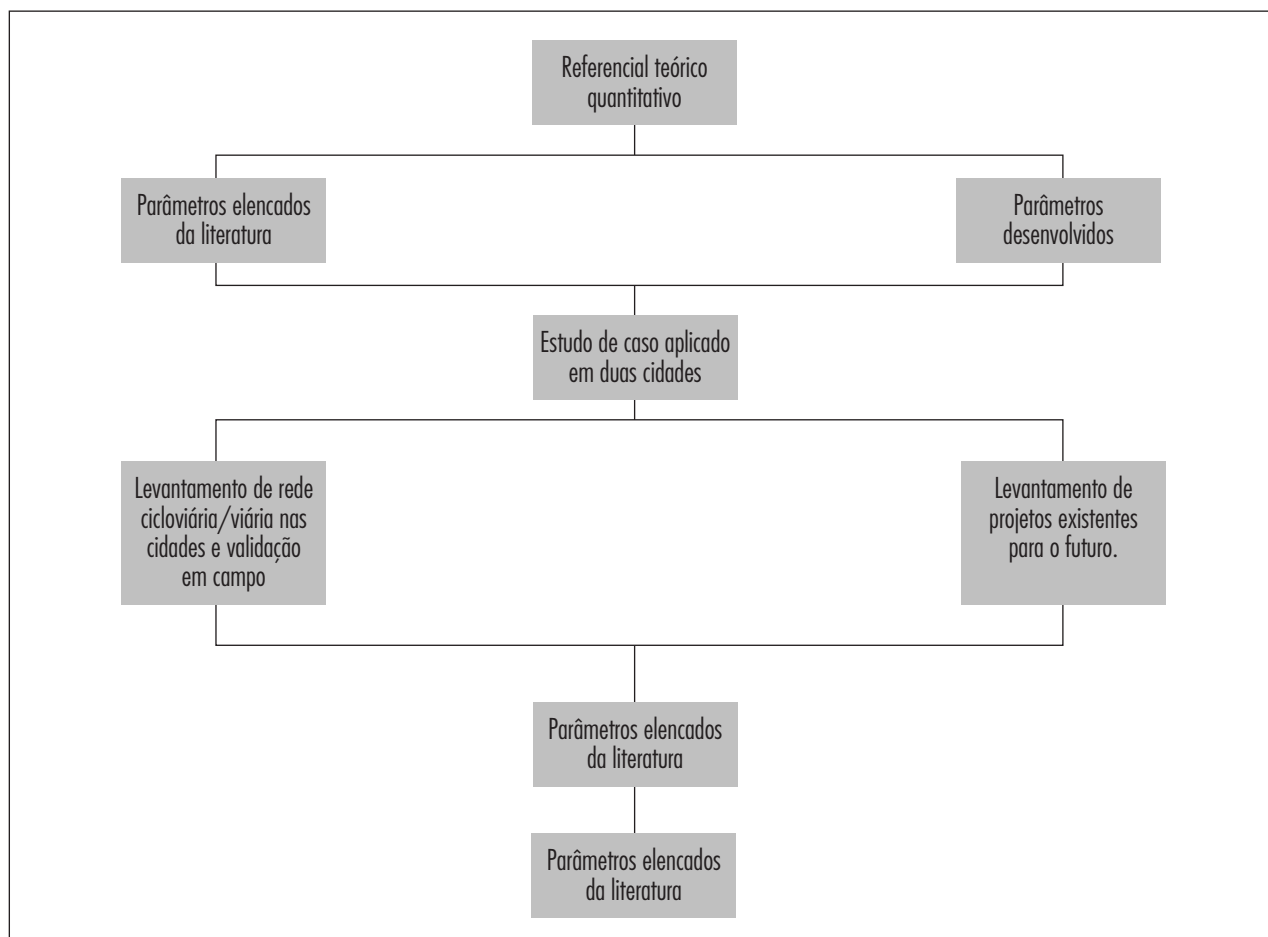 Referencial teórico
quantitativo
Parâmetros elencados
da literatura
Parâmetros
desenvolvidos
Estudo de caso aplicado
em duas cidades
Levantamento de rede
cicloviária/viária nas
cidades e validação
em campo
Levantamento de
projetos existentes
para o futuro.
Parâmetros elencados
da literatura
Parâmetros elencados
da literatura